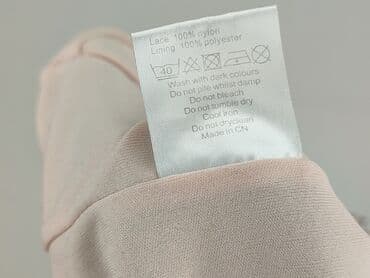 Lace: 100% nylon
Lining: 100% polyester
40
Wash with dark colours
Do not pile whilst damp
Do not bleach
Do not tumble dry
Cool iron
Do not dryclean
Made in CN